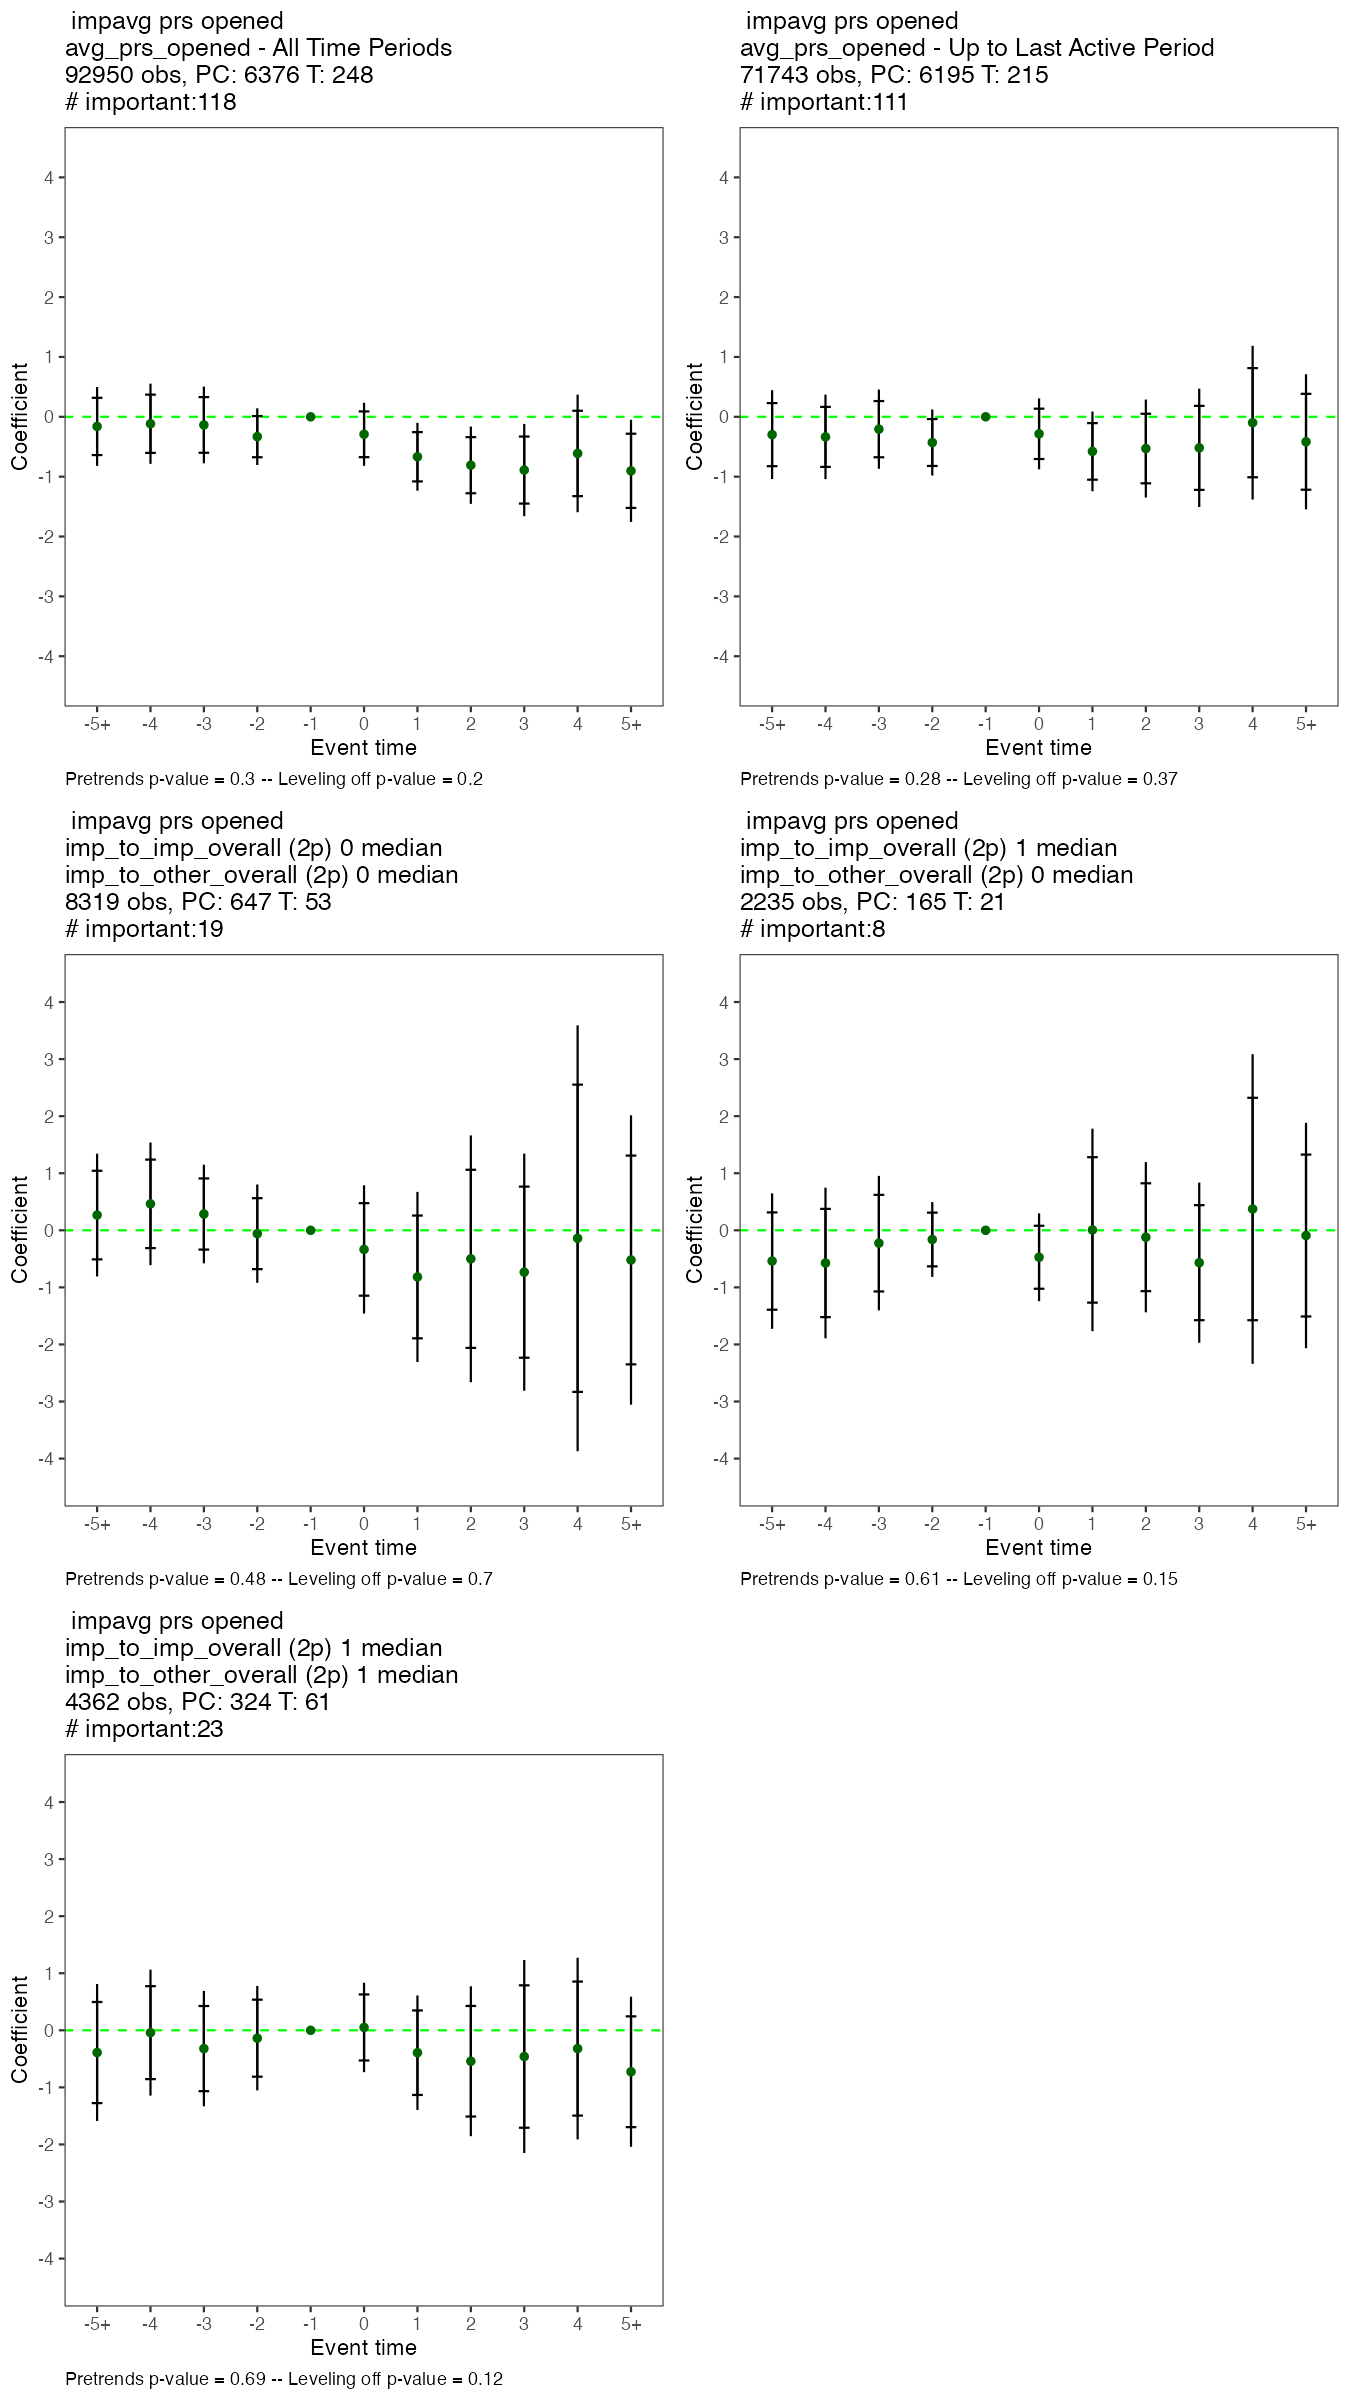 impavg prs opened
avg_prs_opened - All Time Periods
92950 obs, PC: 6376 T: 248
# important:118
Coefficient
4
3
2
1
0
-1
-2
-3
-4
-5+ -4 -3 -2 -1 0 1 2 3 4 5+
Event time
Pretrends p-value = 0.3 -- Leveling off p-value = 0.2
impavg prs opened
avg_prs_opened - Up to Last Active Period
71743 obs, PC: 6195 T: 215
# important:111
Coefficient
4
3
2
1
0
-1
-2
-3
-4
-5+ -4 -3 -2 -1 0 1 2 3 4 5+
Event time
Pretrends p-value = 0.28 -- Leveling off p-value = 0.37
impavg prs opened
imp_to_imp_overall (2p) 0 median
imp_to_other_overall (2p) 0 median
8319 obs, PC: 647 T: 53
# important:19
Coefficient
4
3
2
1
0
-1
-2
-3
-4
-5+ -4 -3 -2 -1 0 1 2 3 4 5+
Event time
Pretrends p-value = 0.48 -- Leveling off p-value = 0.7
impavg prs opened
imp_to_imp_overall (2p) 1 median
imp_to_other_overall (2p) 0 median
2235 obs, PC: 165 T: 21
# important:8
Coefficient
4
3
2
1
0
-1
-2
-3
-4
-5+ -4 -3 -2 -1 0 1 2 3 4 5+
Event time
Pretrends p-value = 0.61 -- Leveling off p-value = 0.15
impavg prs opened
imp_to_imp_overall (2p) 1 median
imp_to_other_overall (2p) 1 median
4362 obs, PC: 324 T: 61
# important:23
Coefficient
4
3
2
1
0
-1
-2
-3
-4
-5+ -4 -3 -2 -1 0 1 2 3 4 5+
Event time
Pretrends p-value = 0.69 -- Leveling off p-value = 0.12